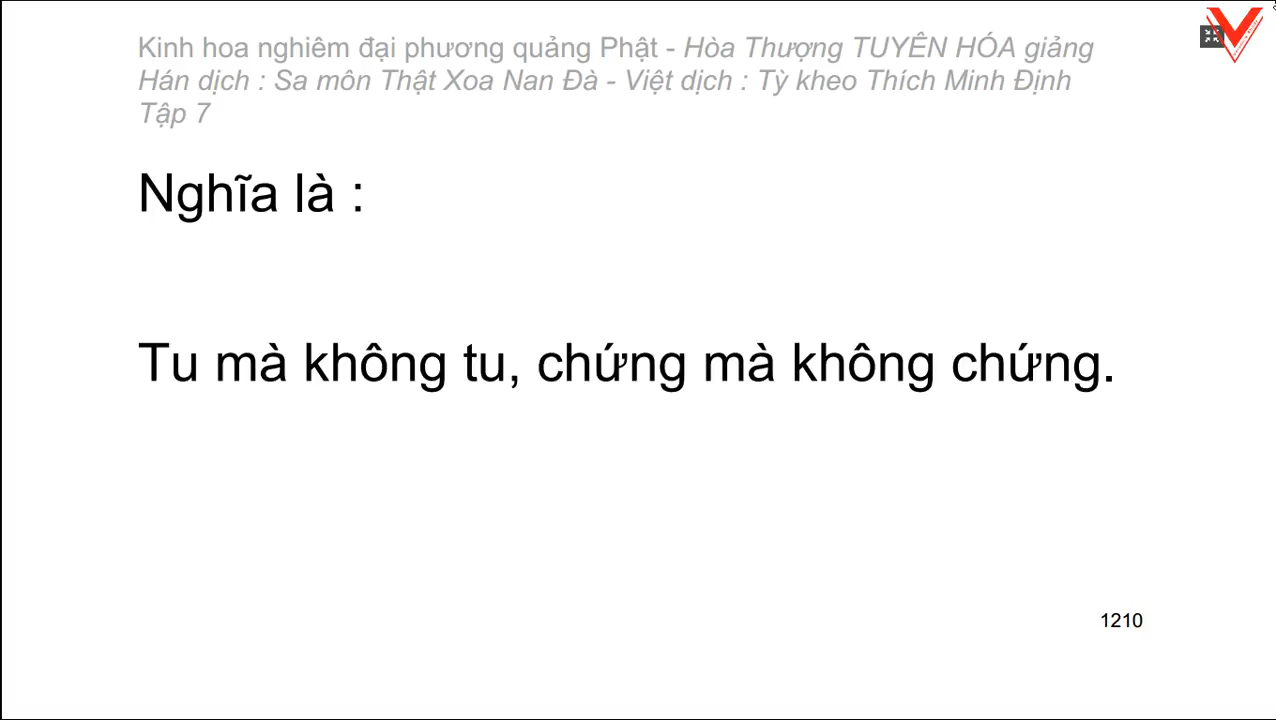 Kinh hoa nghiêm đại phương quảng Phật - Hòa Thượng TUYÊN HÓA giảng
Hán dịch : Sa môn Thật Xoa Nan Đà - Việt dịch : Tỳ kheo Thích Minh Định
Tập 7
Nghĩa là :
Tu mà không tu, chứng mà không chứng.
1210